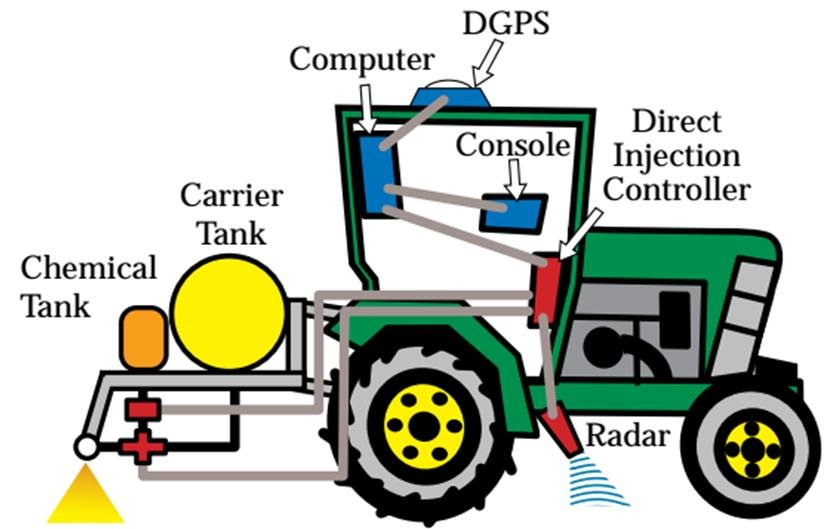 DGPS
Computer
Console
Direct
Injection
Controller
Carrier
Tank
Chemical
Tank
Radar